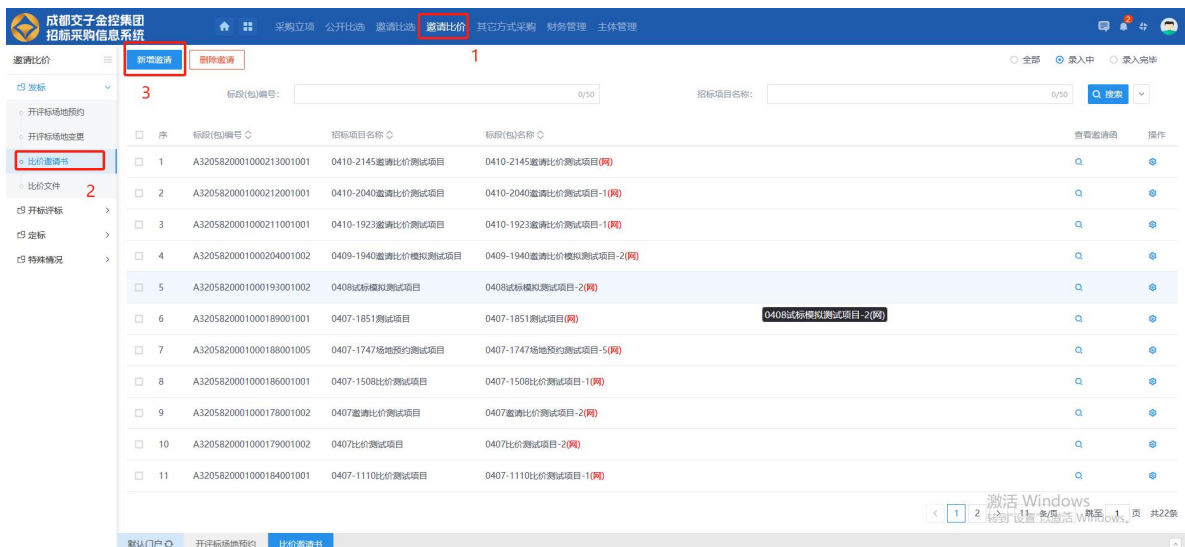 成都交子金控集团
招标采购信息系统
采购立项 公开比选 邀请比选 邀请比价 其它方式采购 财务管理 主体管理
2
1
邀请比价
新增邀请 删除邀请
全部 录入中 录入完毕
发标
3
标段(包)编号: 0/50 招标项目名称: 0/50 搜索
开评标场地预约
开评标场地变更
序 标段(包)编号 招标项目名称 标段(包)名称 查看邀请函 操作
比价邀请书
2
比价文件
开标评标
定标
特殊情况
1 A3205820001000213001001 0410-2145邀请比价测试项目 0410-2145邀请比价测试项目(网)
2 A3205820001000212001001 0410-2040邀请比价测试项目 0410-2040邀请比价测试项目-1(网)
3 A3205820001000211001001 0410-1923邀请比价测试项目 0410-1923邀请比价测试项目-1(网)
4 A3205820001000204001002 0409-1940邀请比价模拟测试项目 0409-1940邀请比价模拟测试项目-2(网)
5 A3205820001000193001002 0408试标模拟测试项目 0408试标模拟测试项目-2(网)
0408试标模拟测试项目-2(网)
6 A3205820001000189001001 0407-1851测试项目 0407-1851测试项目(网)
7 A3205820001000188001005 0407-1747场地预约测试项目 0407-1747场地预约测试项目-5(网)
8 A3205820001000186001001 0407-1508比价测试项目 0407-1508比价测试项目-1(网)
9 A3205820001000178001002 0407邀请比价测试项目 0407邀请比价测试项目-2(网)
10 A3205820001000179001002 0407比价测试项目 0407比价测试项目-2(网)
11 A3205820001000184001001 0407-1110比价测试项目 0407-1110比价测试项目-1(网)
激活 Windows
转到"设置"以激活 Windows。
1 2 11 条/页 跳至 1 页 共22条
默认门户 开评标场地预约 比价邀请书